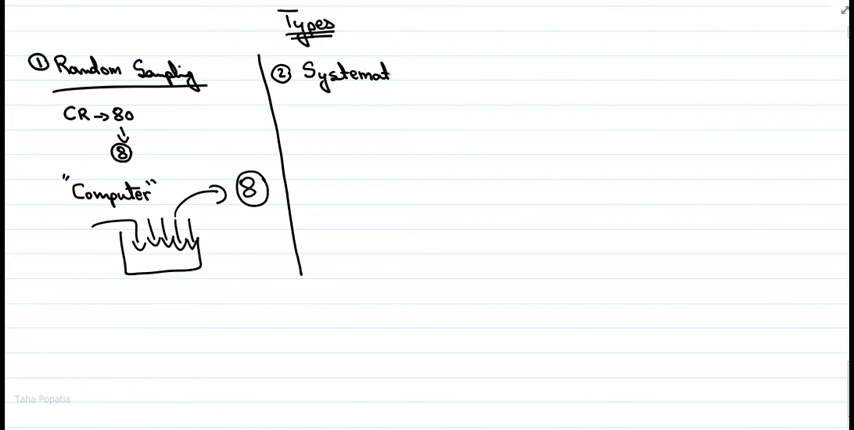 Types
① Random Sampling
CR → 80
⑧
"Computer"
⑧
② Systemat
Taha Popatia